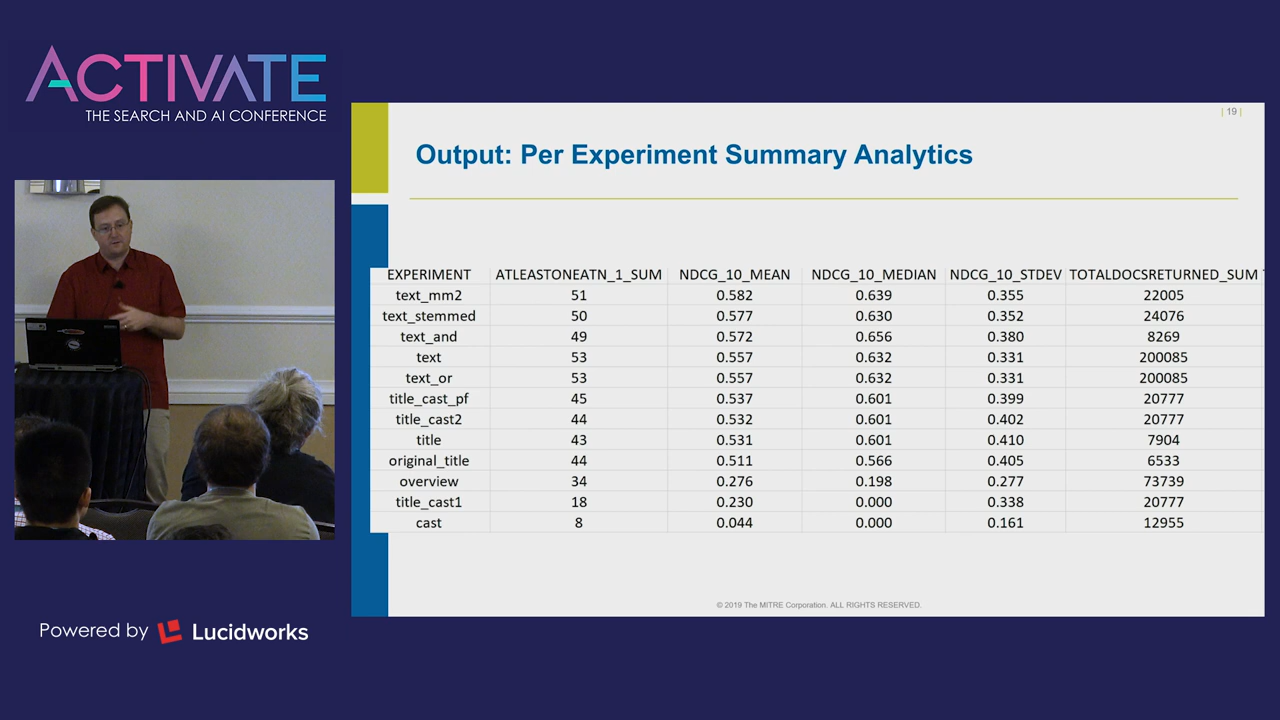 ACTIVATE
THE SEARCH AND AI CONFERENCE
| 19 |
Output: Per Experiment Summary Analytics
EXPERIMENT ATLEASTONEATN_1_SUM NDCG_10_MEAN NDCG_10_MEDIAN NDCG_10_STDEV TOTALDOCSRETURNED_SUM
text_mm2 51 0.582 0.639 0.355 22005
text_stemmed 50 0.577 0.630 0.352 24076
text_and 49 0.572 0.656 0.380 8269
text 53 0.557 0.632 0.331 200085
text_or 53 0.557 0.632 0.331 200085
title_cast_pf 45 0.537 0.601 0.399 20777
title_cast2 44 0.532 0.601 0.402 20777
title 43 0.531 0.601 0.410 7904
original_title 44 0.511 0.566 0.405 6533
overview 34 0.276 0.198 0.277 73739
title_cast1 18 0.230 0.000 0.338 20777
cast 8 0.044 0.000 0.161 12955
© 2019 The MITRE Corporation. ALL RIGHTS RESERVED.
Powered by Lucidworks